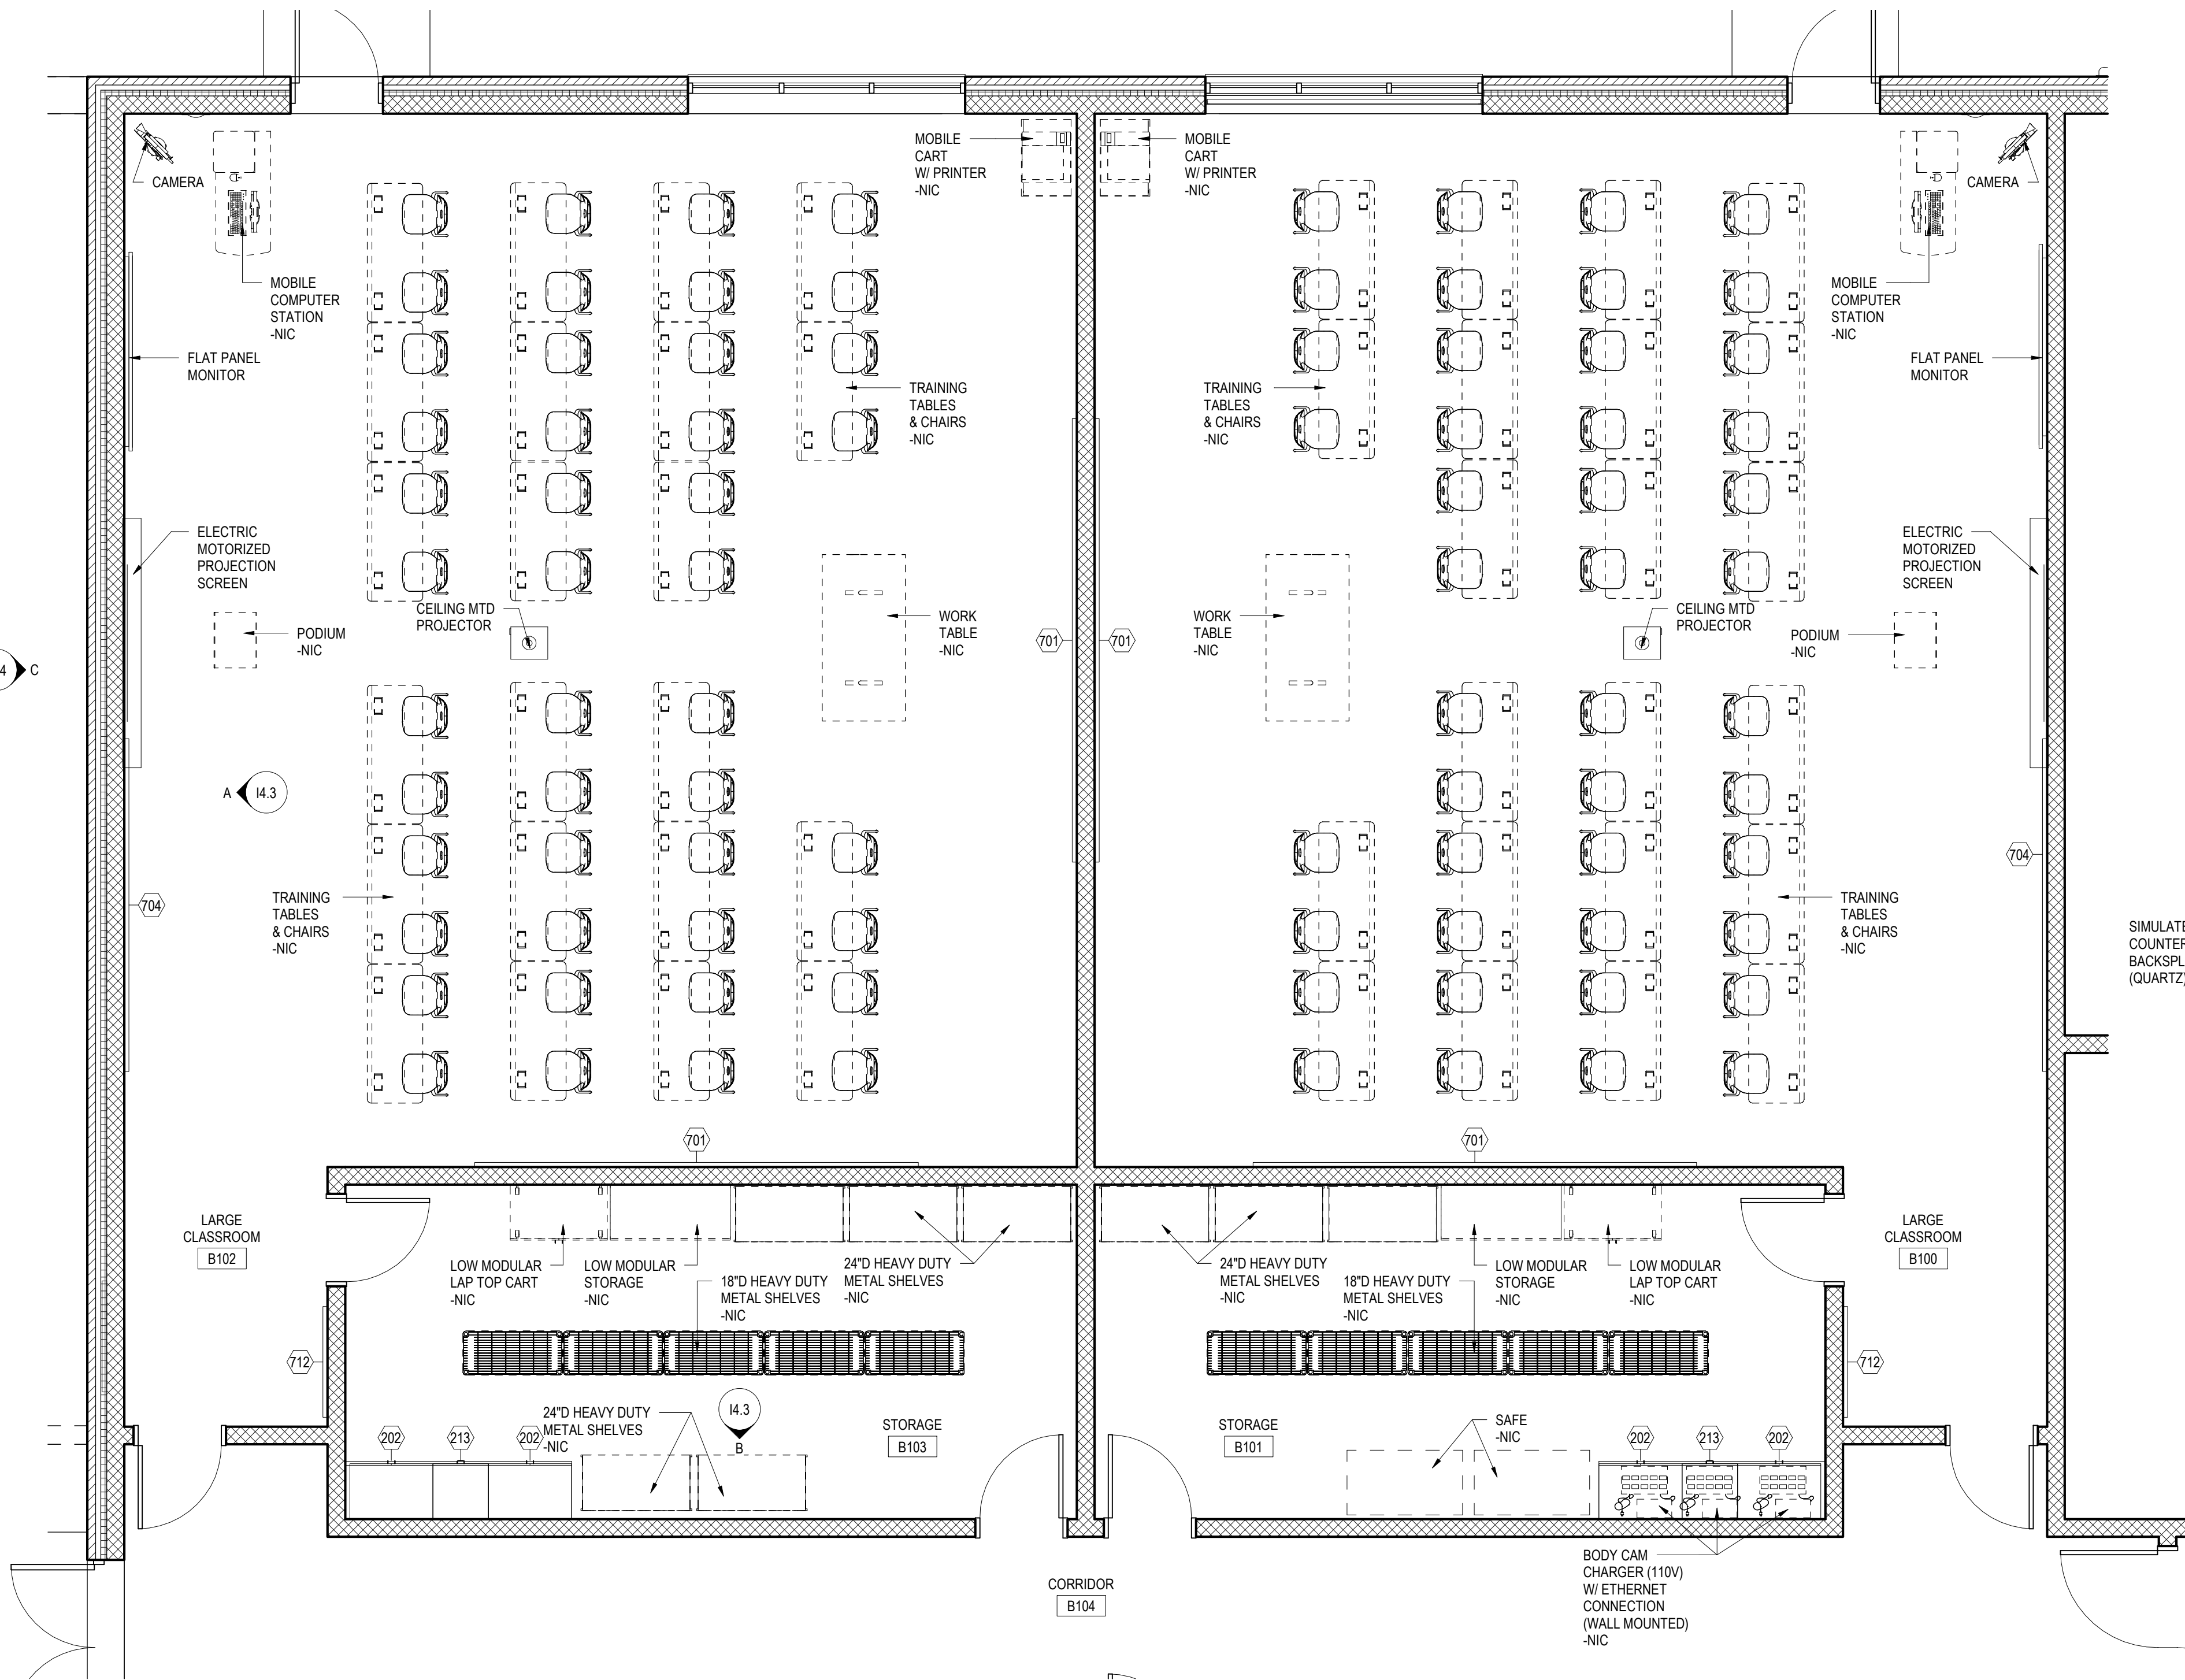 MOBILE
CART
W/ PRINTER
-NIC
MOBILE
CART
W/ PRINTER
-NIC
CAMERA
CAMERA
MOBILE
COMPUTER
STATION
-NIC
MOBILE
COMPUTER
STATION
-NIC
FLAT PANEL
MONITOR
FLAT PANEL
MONITOR
TRAINING
TABLES
& CHAIRS
-NIC
TRAINING
TABLES
& CHAIRS
-NIC
ELECTRIC
MOTORIZED
PROJECTION
SCREEN
ELECTRIC
MOTORIZED
PROJECTION
SCREEN
CEILING MTD
PROJECTOR
CEILING MTD
PROJECTOR
PODIUM
-NIC
WORK
TABLE
-NIC
701
701
WORK
TABLE
-NIC
PODIUM
-NIC
4
C
A
I4.3
704
704
TRAINING
TABLES
& CHAIRS
-NIC
TRAINING
TABLES
& CHAIRS
-NIC
SIMULATE
COUNTER
BACKSPL
(QUARTZ)
701
701
LARGE
CLASSROOM
B102
LARGE
CLASSROOM
B100
LOW MODULAR
LAP TOP CART
-NIC
LOW MODULAR
STORAGE
-NIC
18"D HEAVY DUTY
METAL SHELVES
-NIC
24"D HEAVY DUTY
METAL SHELVES
-NIC
24"D HEAVY DUTY
METAL SHELVES
-NIC
18"D HEAVY DUTY
METAL SHELVES
-NIC
LOW MODULAR
STORAGE
-NIC
LOW MODULAR
LAP TOP CART
-NIC
712
712
24"D HEAVY DUTY
METAL SHELVES
-NIC
I4.3
B
202
213
202
STORAGE
B103
STORAGE
B101
SAFE
-NIC
202
213
202
CORRIDOR
B104
BODY CAM
CHARGER (110V)
W/ ETHERNET
CONNECTION
(WALL MOUNTED)
-NIC